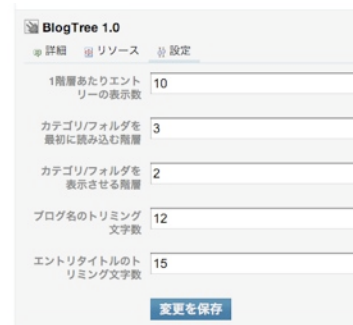 BlogTree 1.0
詳細 リソース 設定
1階層あたりエント
リーの表示数
10
カテゴリ/フォルダを
最初に読み込む階層
3
カテゴリ/フォルダを
表示させる階層
2
ブログ名のトリミング
文字数
12
エントリタイトルのト
リミング文字数
15
変更を保存